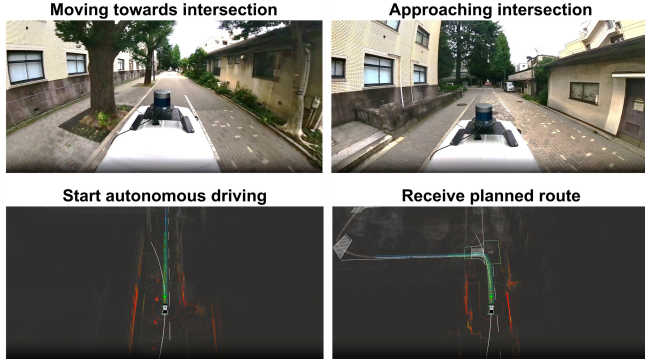 Moving towards intersection
Approaching intersection
Start autonomous driving
Receive planned route